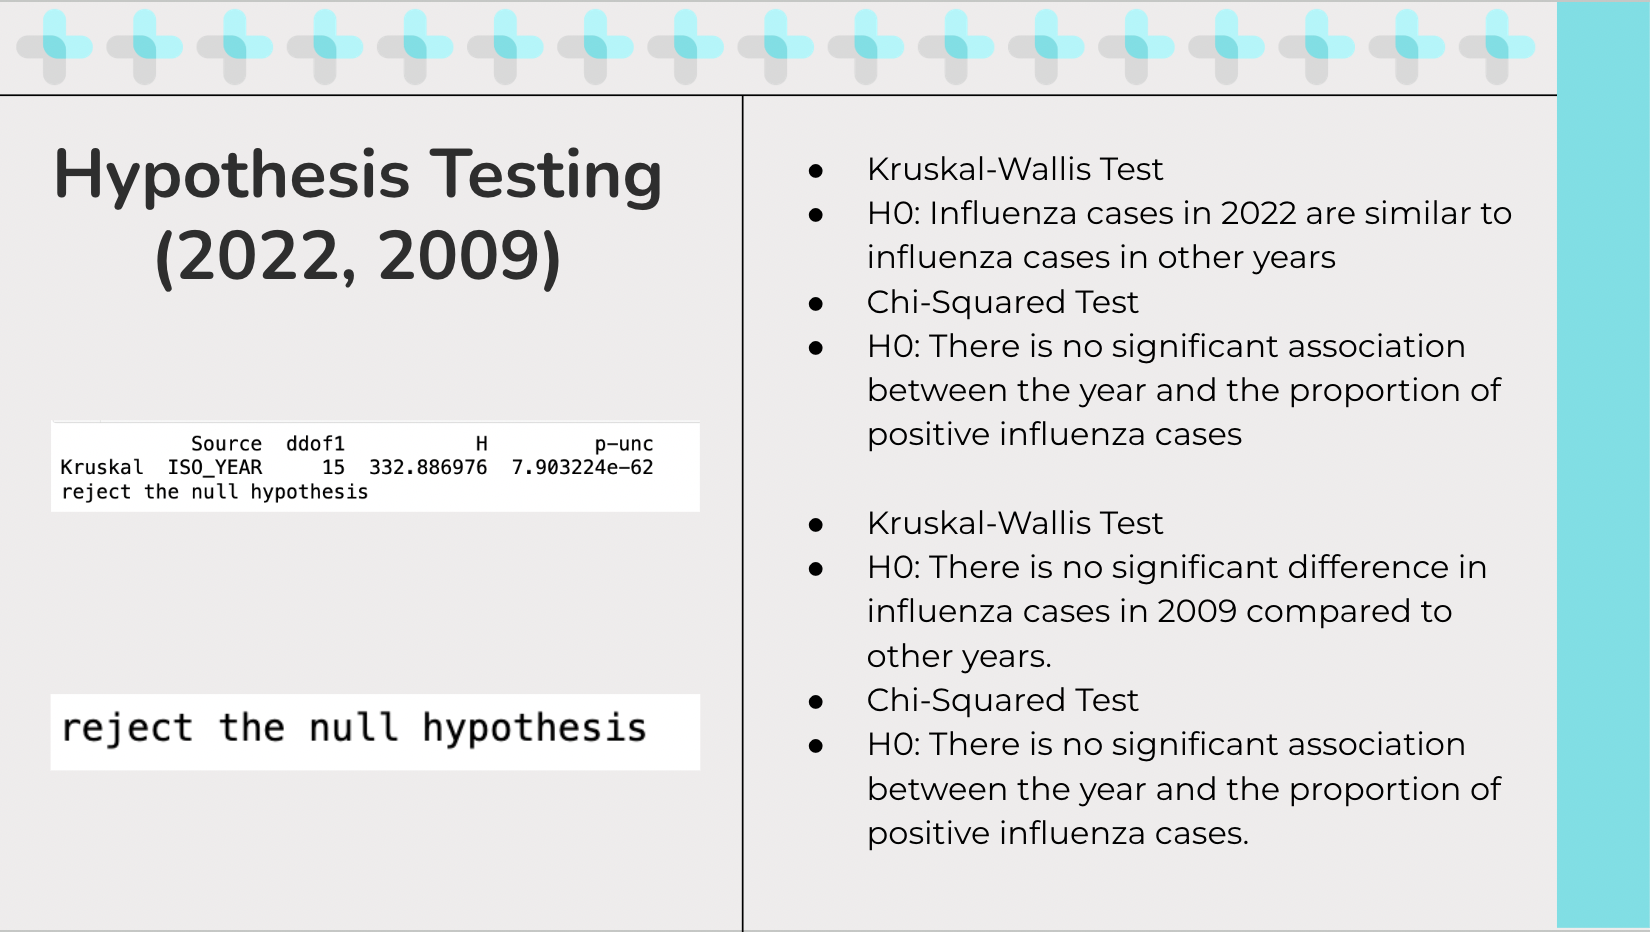 Hypothesis Testing
(2022, 2009)
Source ddof1 H p-unc
Kruskal ISO_YEAR 15 332.886976 7.903224e-62
reject the null hypothesis
reject the null hypothesis
● Kruskal-Wallis Test
● H0: Influenza cases in 2022 are similar to
influenza cases in other years
● Chi-Squared Test
● H0: There is no significant association
between the year and the proportion of
positive influenza cases
● Kruskal-Wallis Test
● H0: There is no significant difference in
influenza cases in 2009 compared to
other years.
● Chi-Squared Test
● H0: There is no significant association
between the year and the proportion of
positive influenza cases.